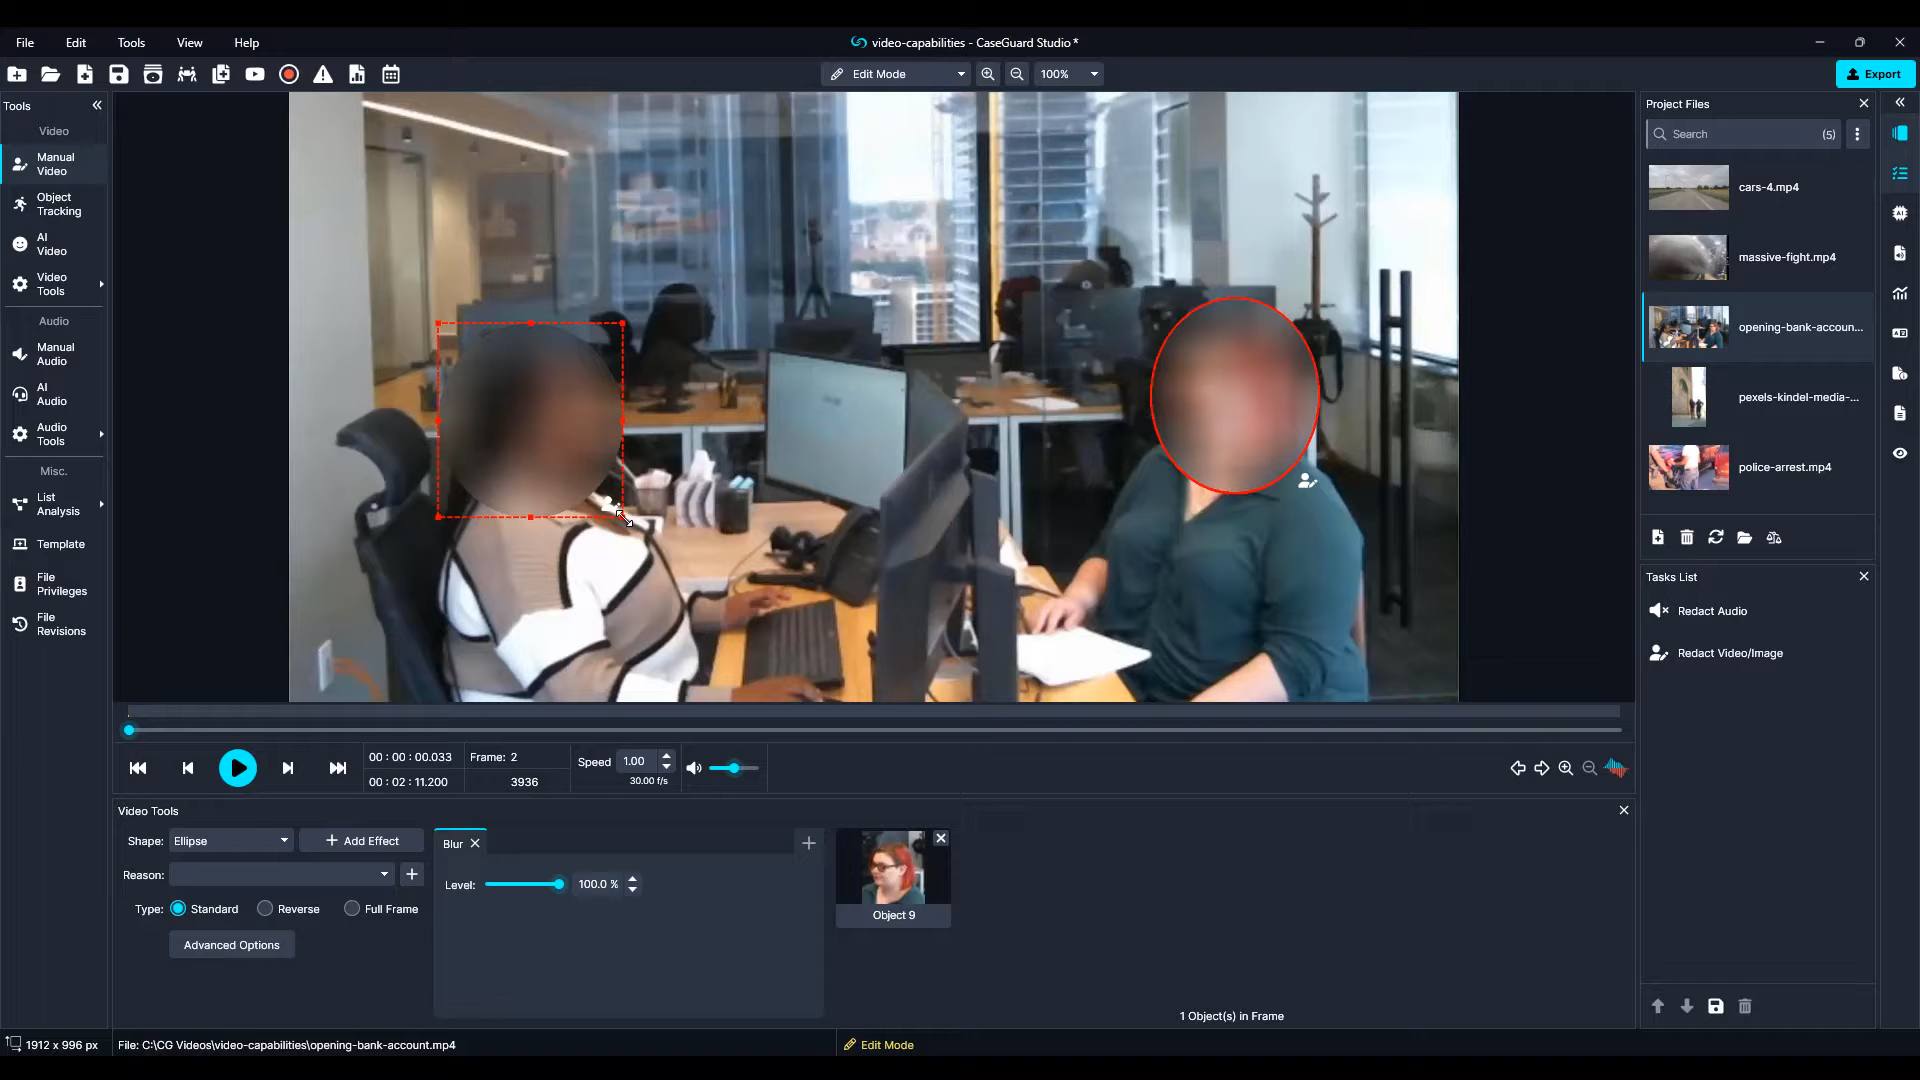 File Edit Tools View Help
video-capabilities - CaseGuard Studio*
Edit Mode
100%
Export
Tools
Video
Manual
Video
Object
Tracking
AI
Video
Video
Tools
Audio
Manual
Audio
AI
Audio
Audio
Tools
Misc.
List
Analysis
Template
File
Privileges
File
Revisions
Project Files
Search (5)
cars-4.mp4
massive-fight.mp4
opening-bank-accoun...
pexels-kindel-media-...
police-arrest.mp4
Tasks List
Redact Audio
Redact Video/Image
00 : 00 : 00.033 Frame: 2
00 : 02 : 11.200 3936
Speed 1.00
30.00 f/s
Video Tools
Shape: Ellipse + Add Effect
Reason:
Type: Standard Reverse Full Frame
Advanced Options
Blur
Level: 100.0 %
Object 9
1 Object(s) in Frame
1912 x 996 px
File: C:\CG Videos\video-capabilities\opening-bank-account.mp4
Edit Mode